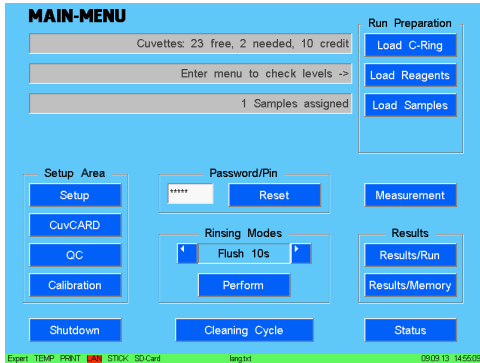 MAIN-MENU
Run Preparation
Cuvettes: 23 free, 2 needed, 10 credit
Load C-Ring
Enter menu to check levels ->
Load Reagents
1 Samples assigned
Load Samples
Setup Area
Password/Pin
Setup
*****
Reset
Measurement
CuvCARD
Rinsing Modes
Results
QC
Flush 10s
Results/Run
Calibration
Perform
Results/Memory
Shutdown
Cleaning Cycle
Status
Expert TEMP PRINT LAN STICK SD-Card lang.txt 09.09.13 14:55:09